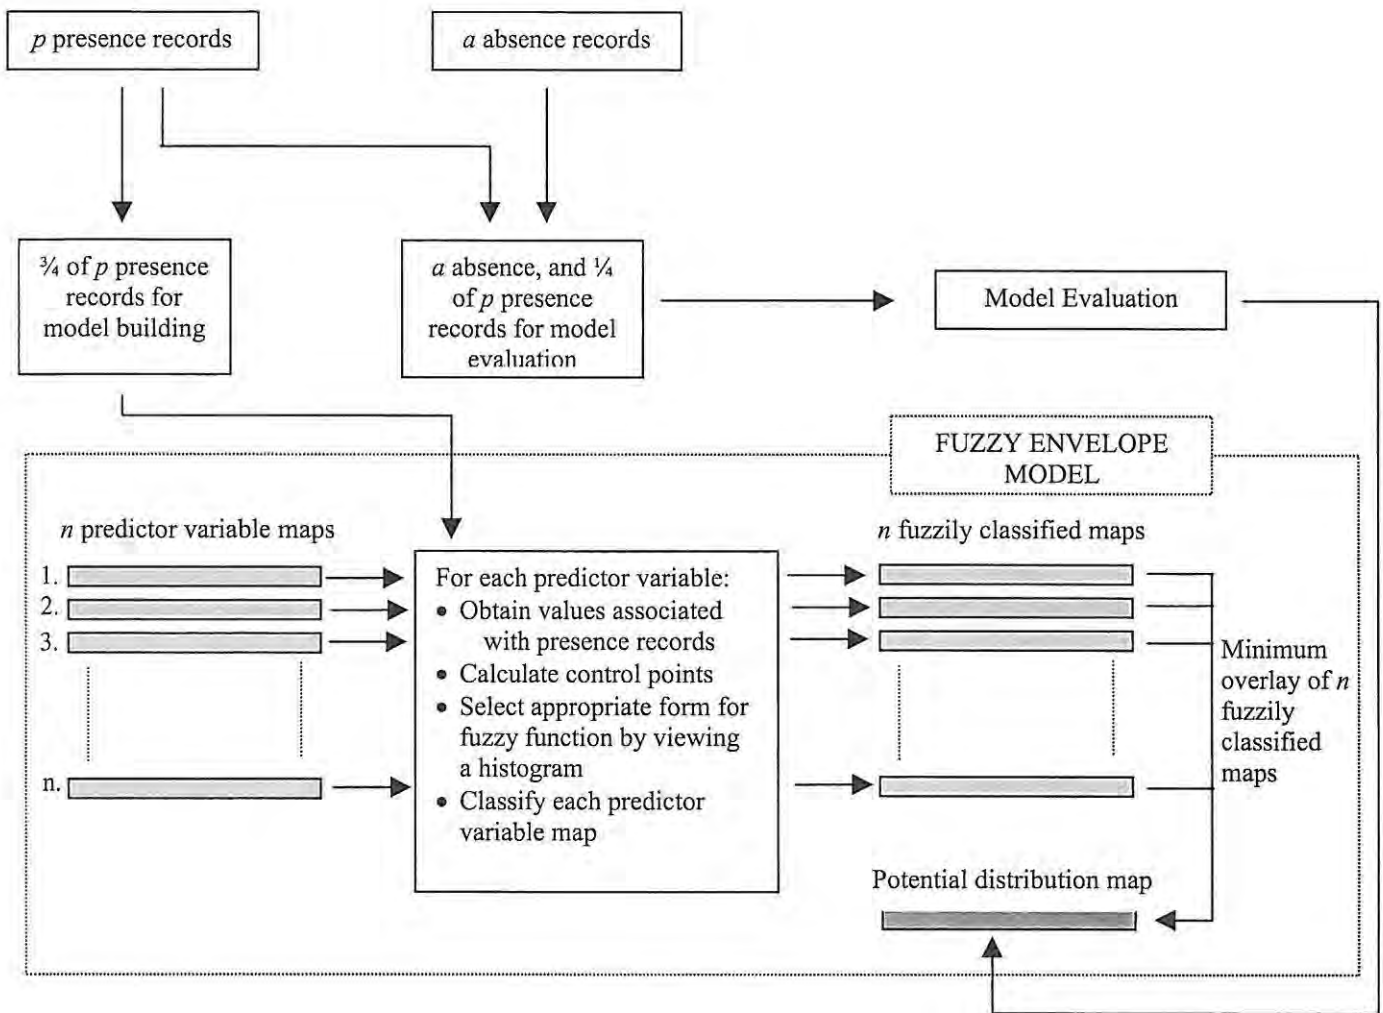 p presence records
a absence records
¾ of p presence
records for
model building
a absence, and ¼
of p presence
records for model
evaluation
Model Evaluation
FUZZY ENVELOPE
MODEL
n predictor variable maps
1.
2.
3.
n.
For each predictor variable:
• Obtain values associated
with presence records
• Calculate control points
• Select appropriate form for
fuzzy function by viewing
a histogram
• Classify each predictor
variable map
n fuzzily classified maps
Minimum
overlay of n
fuzzily
classified
maps
Potential distribution map